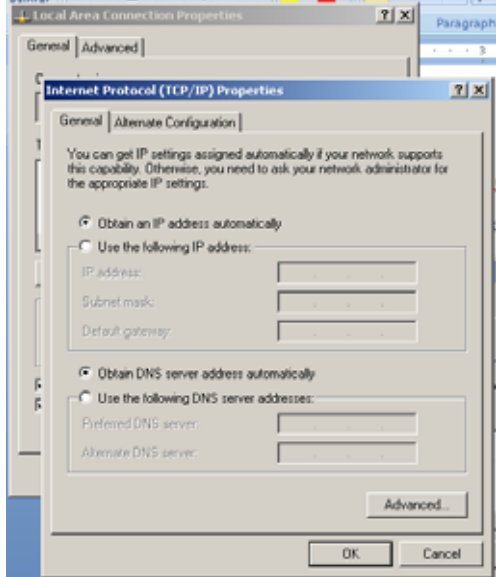 Local Area Connection Properties
Paragraph
General Advanced
3
Internet Protocol (TCP/IP) Properties
General Alternate Configuration
You can get IP settings assigned automatically if your network supports
this capability. Otherwise, you need to ask your network administrator for
the appropriate IP settings.
Obtain an IP address automatically
Use the following IP address:
IP address:
Subnet mask:
Default gateway:
Obtain DNS server address automatically
Use the following DNS server addresses:
Preferred DNS server:
Alternate DNS server:
Advanced...
OK Cancel